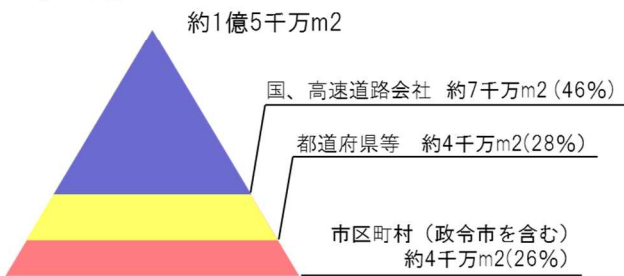 約1億5千万m2
国、高速道路会社 約7千万m2(46%)
都道府県等 約4千万m2(28%)
市区町村(政令市を含む)
約4千万m2(26%)